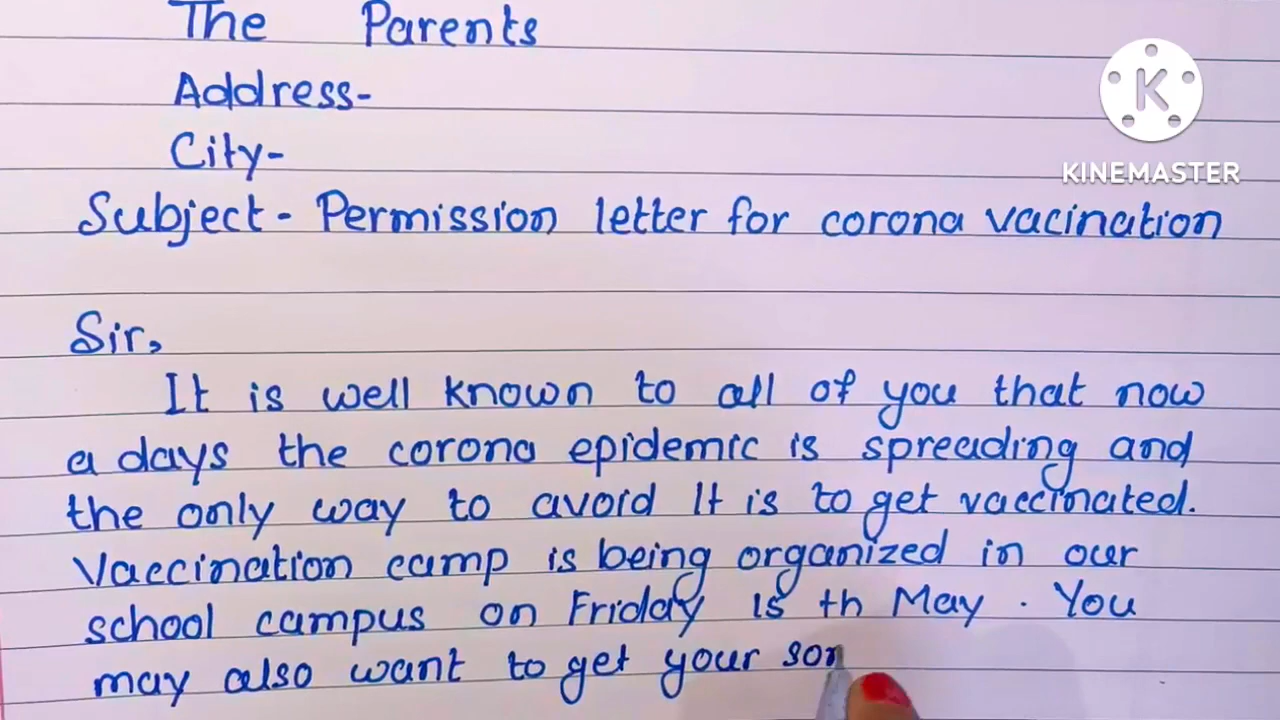 The Parents
Address-
City-
KINEMASTER
Subject- Permission letter for corona vacination
Sir,
It is well known to all of you that now
a days the corona epidemic is spreading and
the only way to avoid It is to get vaccinated.
Vaccination camp is being organized in our
school campus on Friday 15 th May. You
may also want to get your son